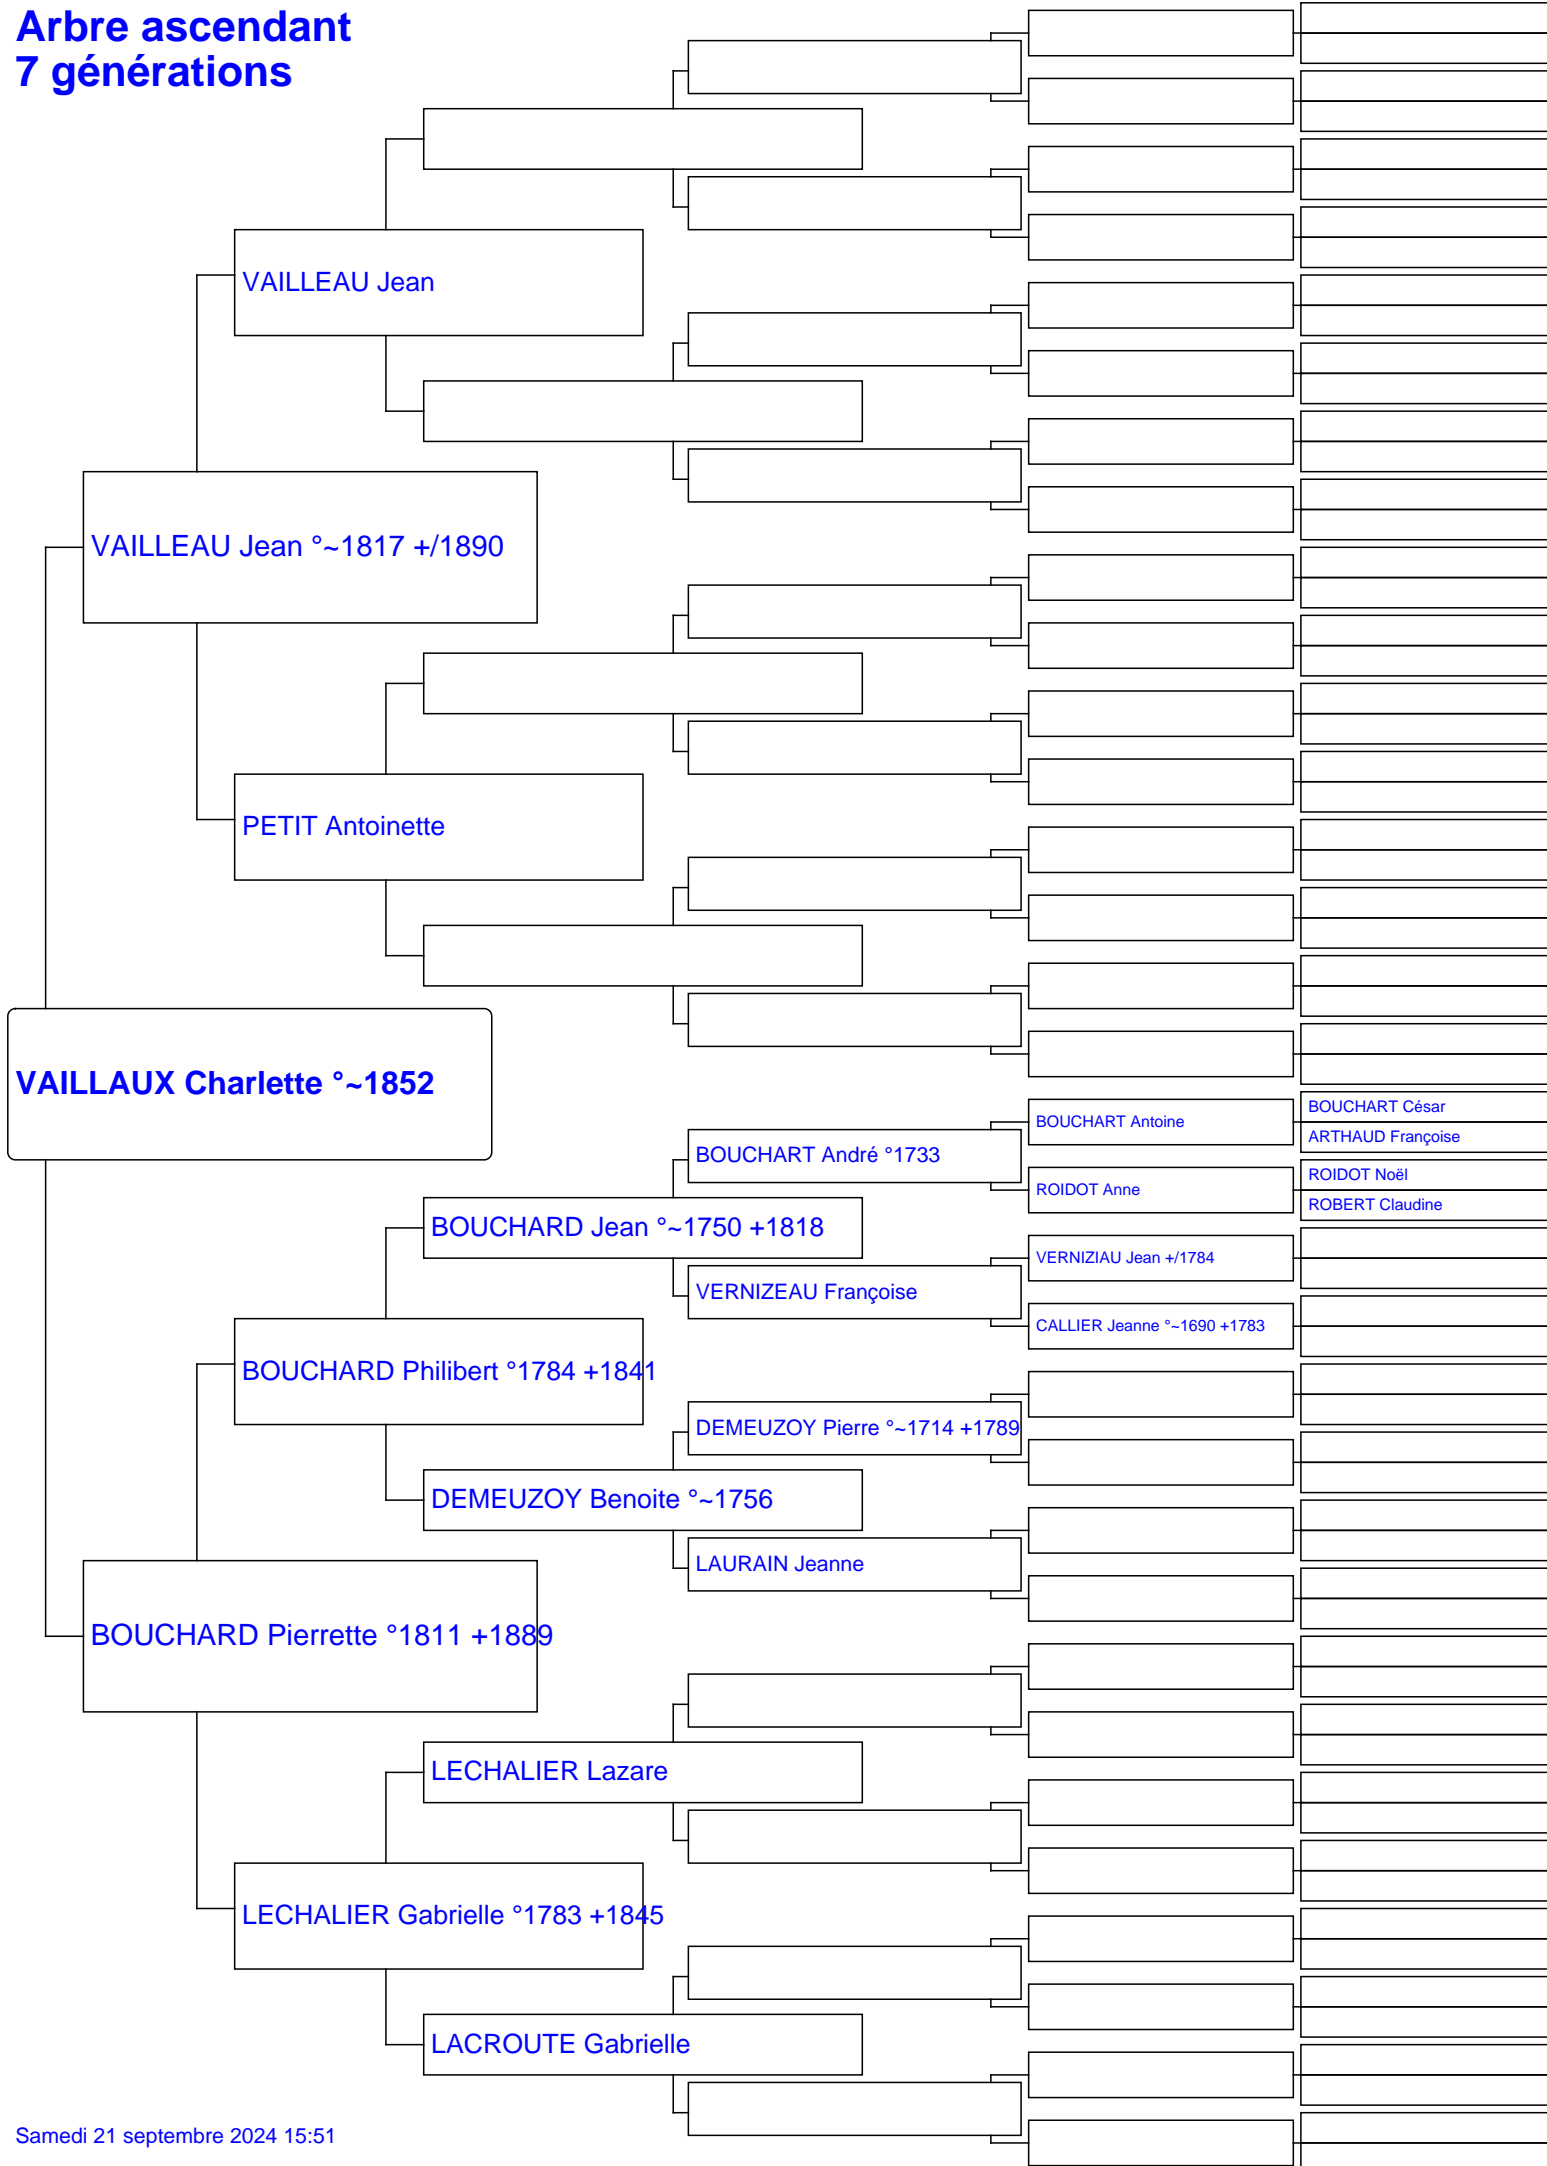 Arbre ascendant
7 générations
VAILLEAU Jean
VAILLEAU Jean °~1817 +/1890
PETIT Antoinette
VAILLAUX Charlette °~1852
BOUCHART César
BOUCHART Antoine
ARTHAUD Françoise
BOUCHART André °1733
ROIDOT Noël
ROIDOT Anne
ROBERT Claudine
BOUCHARD Jean °~1750 +1818
VERNIZIAU Jean +/1784
VERNIZEAU Françoise
CALLIER Jeanne °~1690 +1783
BOUCHARD Philibert °1784 +1841
DEMEUZOY Pierre °~1714 +1789
DEMEUZOY Benoite °~1756
LAURAIN Jeanne
BOUCHARD Pierrette °1811 +1889
LECHALIER Lazare
LECHALIER Gabrielle °1783 +1845
LACROUTE Gabrielle
Samedi 21 septembre 2024 15:51